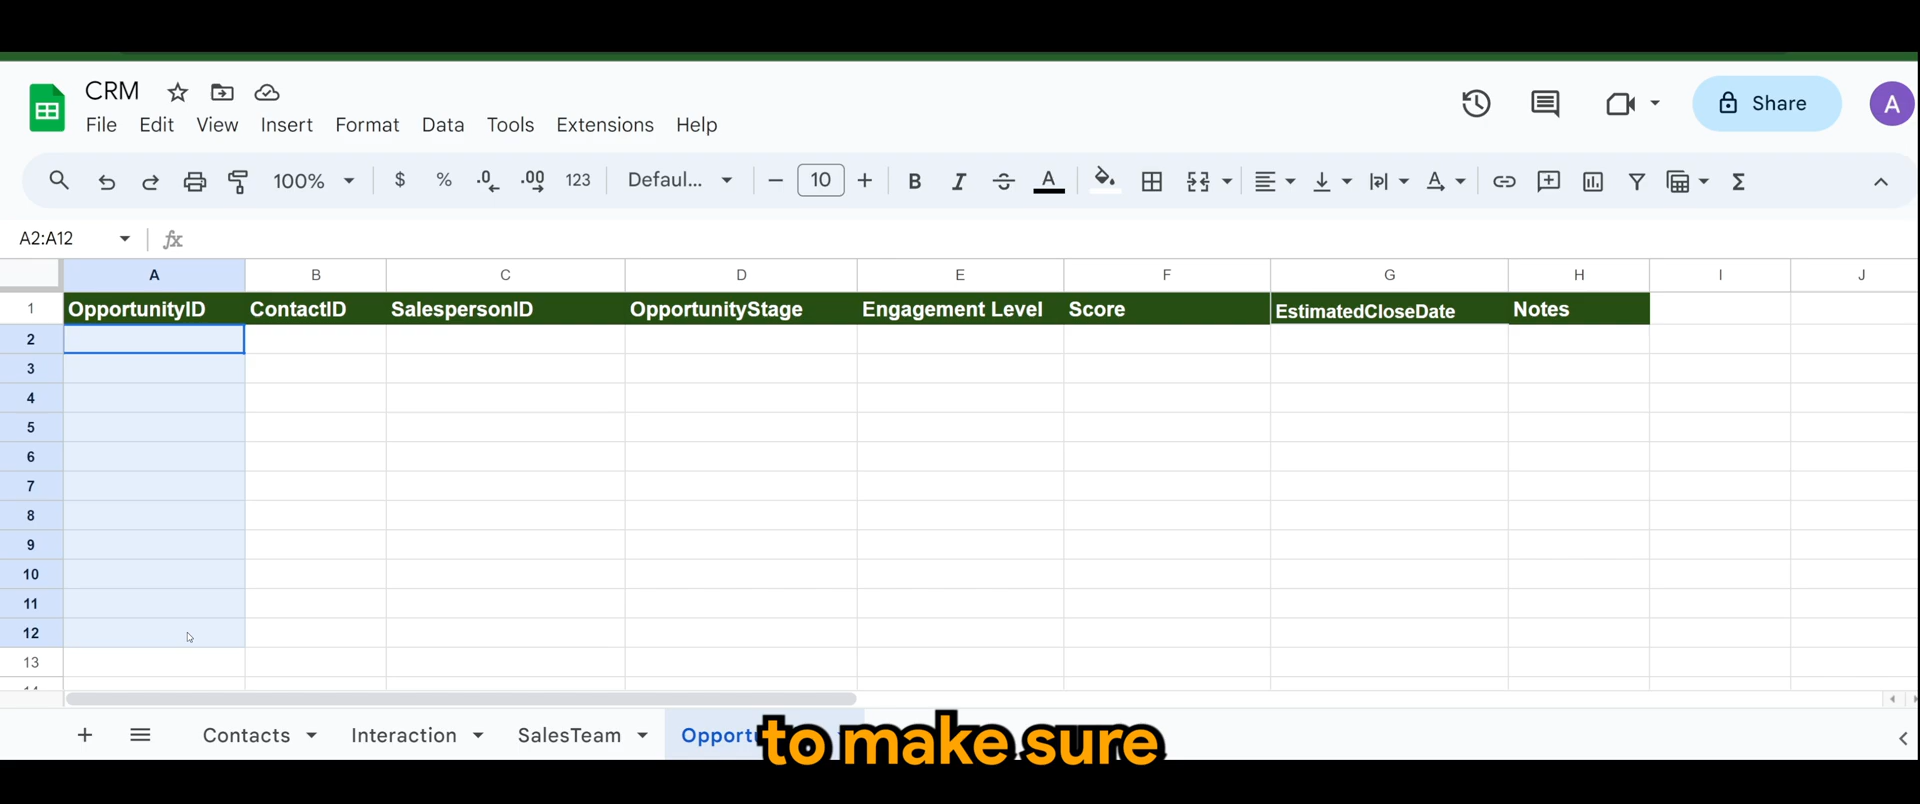 CRM
File Edit View Insert Format Data Tools Extensions Help
Share
A
100% $ % .0 .00 123 Defaul... 10 B I S A
A2:A12 fx
A B C D E F G H I J
1 OpportunityID ContactID SalespersonID OpportunityStage Engagement Level Score EstimatedCloseDate Notes
2
3
4
5
6
7
8
9
10
11
12
13
14
+ Contacts Interaction SalesTeam Opport
to make sure